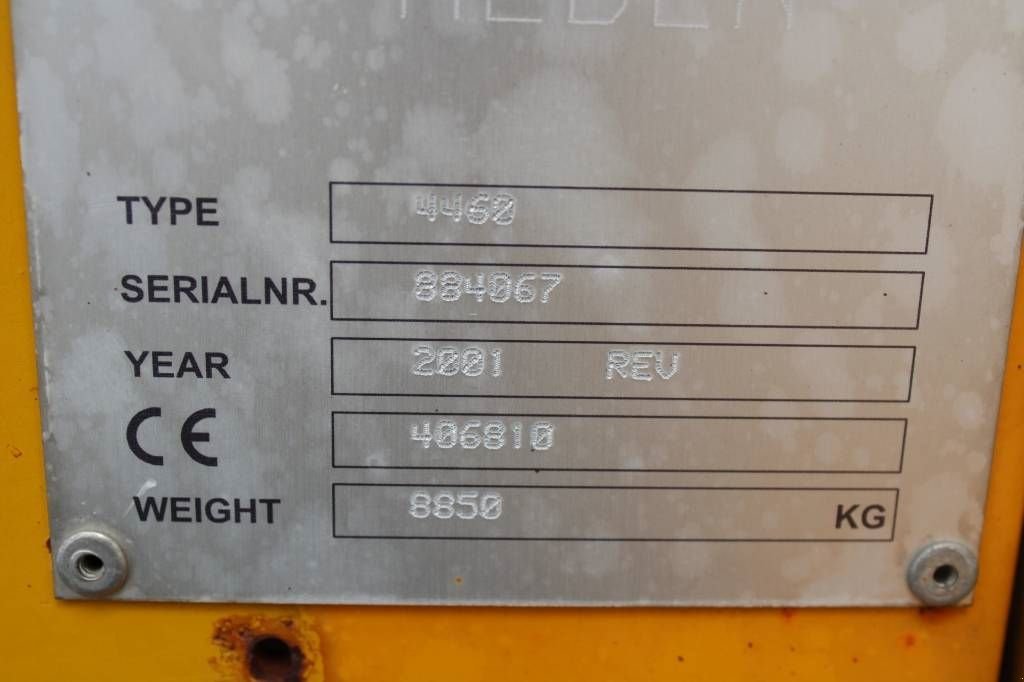 TYPE 4460
SERIALNR. 884067
YEAR 2001 REV
CE 406810
WEIGHT 8850 KG